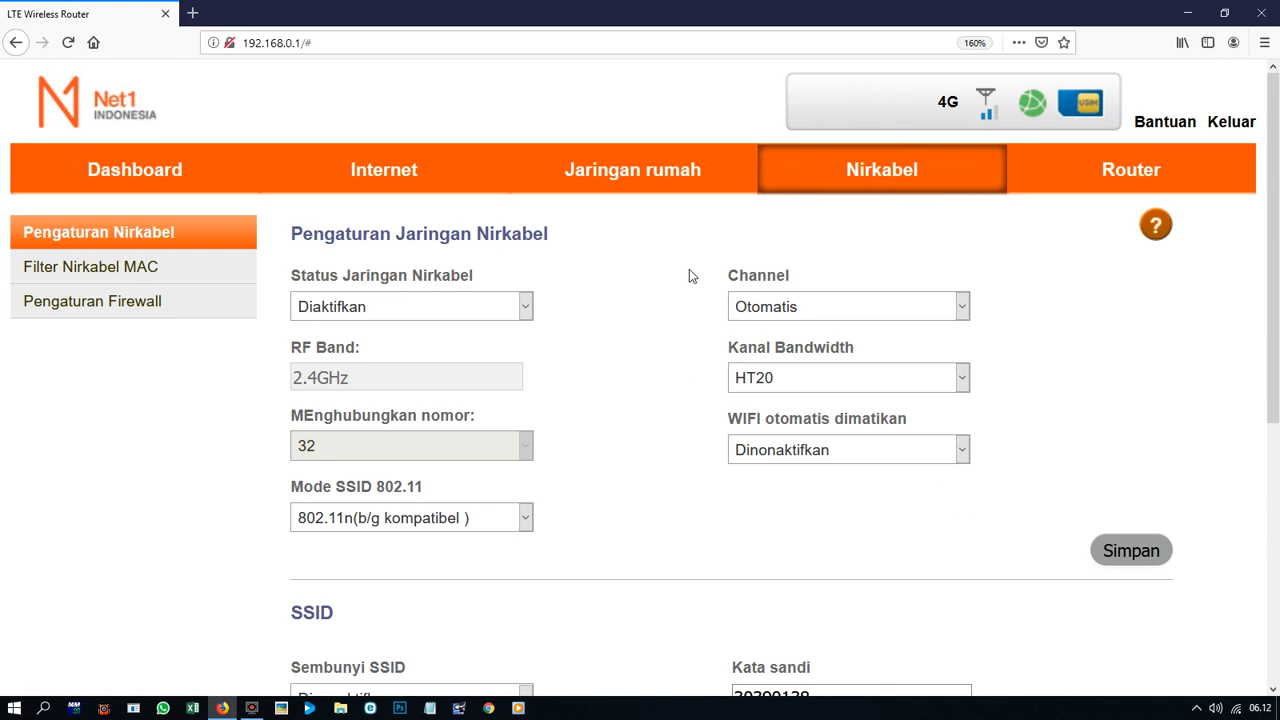 LTE Wireless Router
192.168.0.1/#
160%
Net1
INDONESIA
4G
USIM
Bantuan Keluar
Dashboard Internet Jaringan rumah Nirkabel Router
Pengaturan Nirkabel
Filter Nirkabel MAC
Pengaturan Firewall
Pengaturan Jaringan Nirkabel
?
Status Jaringan Nirkabel
Diaktifkan
RF Band:
2.4GHz
MEnghubungkan nomor:
32
Mode SSID 802.11
802.11n(b/g kompatibel )
Channel
Otomatis
Kanal Bandwidth
HT20
WIFI otomatis dimatikan
Dinonaktifkan
Simpan
SSID
Sembunyi SSID
Kata sandi
06.12